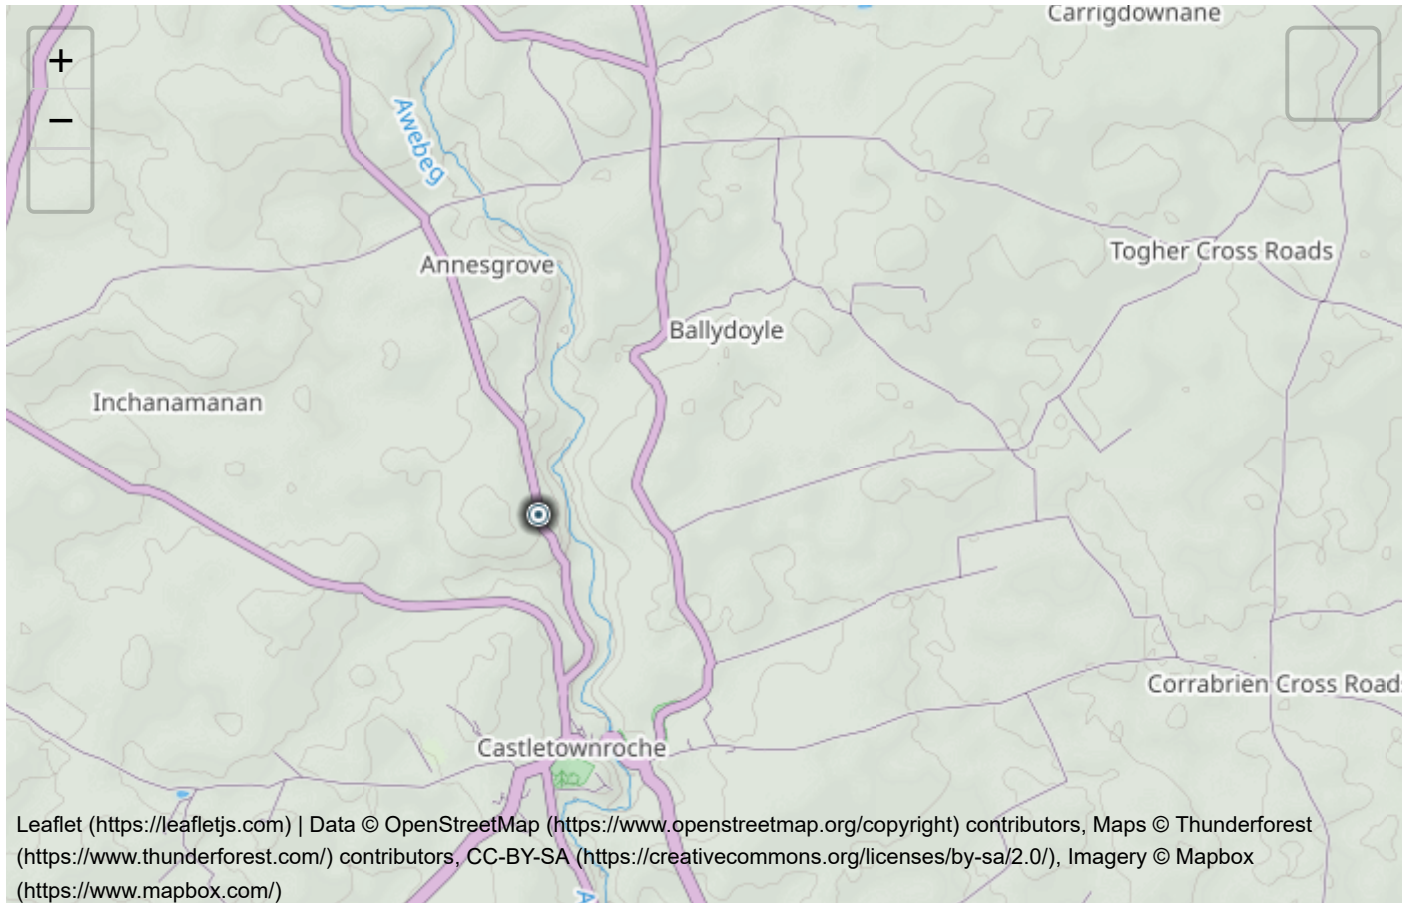 Carrigdownane
+
−
Awebeg
Togher Cross Roads
Annesgrove
Ballydoyle
Inchanamanan
Corrabrien Cross Road
Castletownroche
Leaflet (https://leafletjs.com) | Data © OpenStreetMap (https://www.openstreetmap.org/copyright) contributors, Maps © Thunderforest
(https://www.thunderforest.com/) contributors, CC-BY-SA (https://creativecommons.org/licenses/by-sa/2.0/), Imagery © Mapbox
(https://www.mapbox.com/)